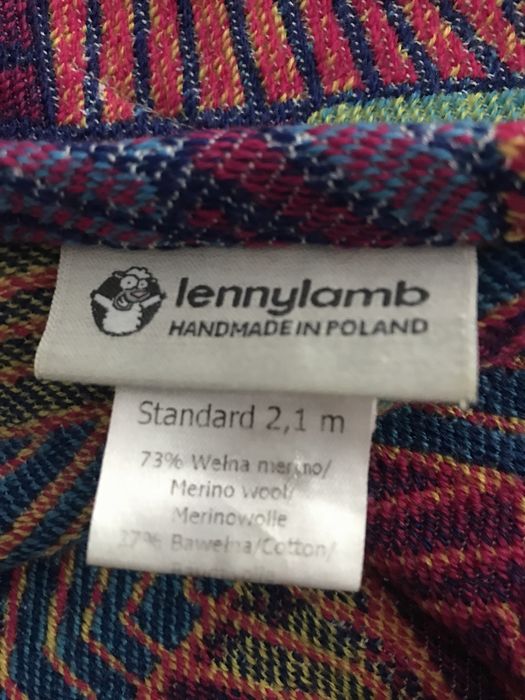 lennylamb
HANDMADE IN POLAND
Standard 2,1 m
73% Wełna merino/
Merino wool/
Merinowolle
27% Bawełna/Cotton/